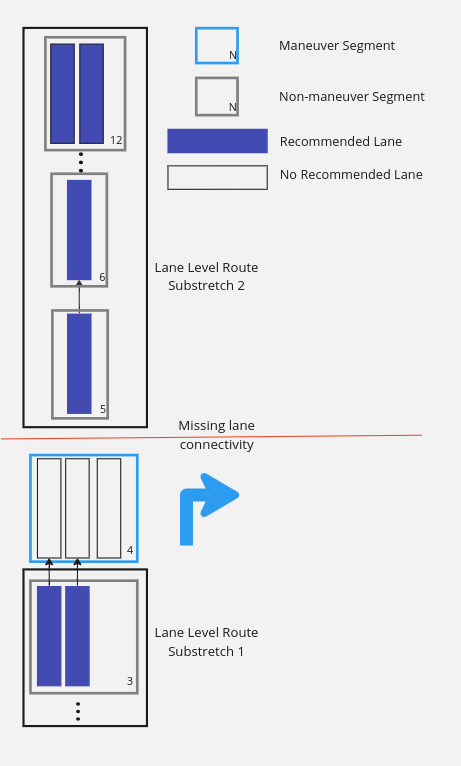 N
Maneuver Segment
N
Non-maneuver Segment
12
Recommended Lane
No Recommended Lane
6
Lane Level Route
Substretch 2
5
Missing lane
connectivity
4
Lane Level Route
Substretch 1
3